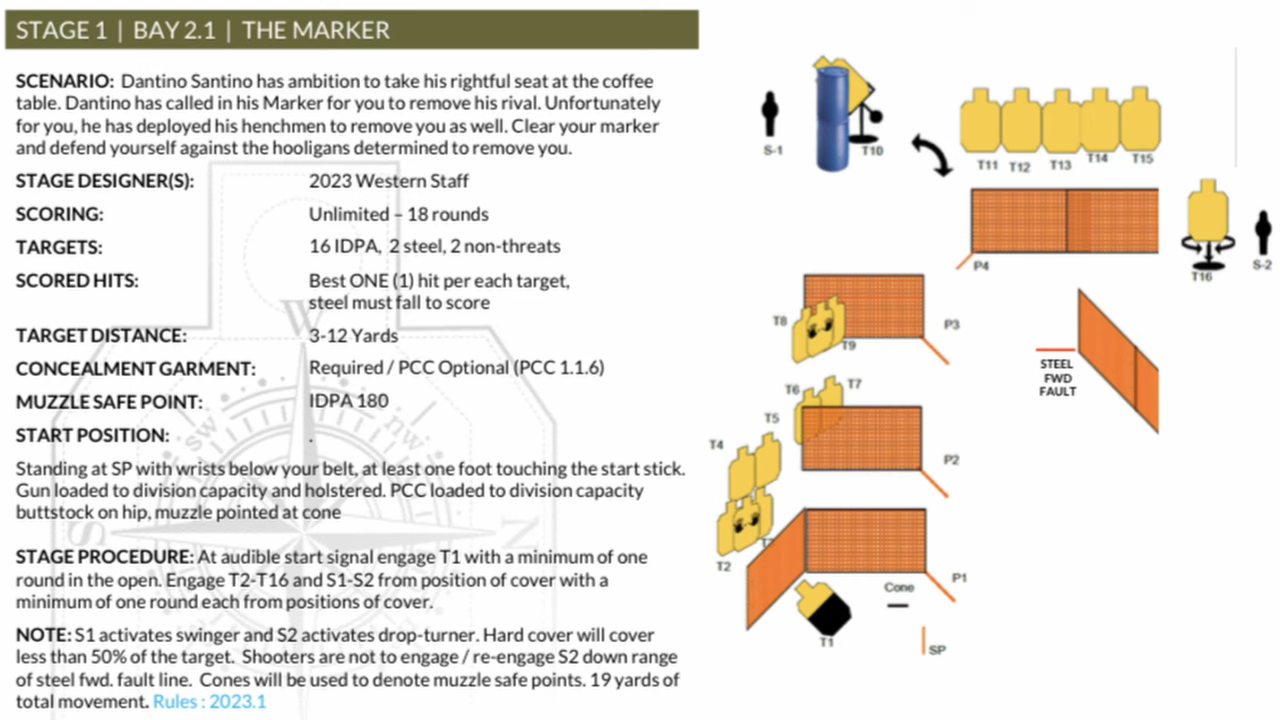 STAGE 1 | BAY 2.1 | THE MARKER
SCENARIO: Dantino Santino has ambition to take his rightful seat at the coffee
table. Dantino has called in his Marker for you to remove his rival. Unfortunately
for you, he has deployed his henchmen to remove you as well. Clear your marker
and defend yourself against the hooligans determined to remove you.
STAGE DESIGNER(S): 2023 Western Staff
SCORING: Unlimited – 18 rounds
TARGETS: 16 IDPA, 2 steel, 2 non-threats
SCORED HITS: Best ONE (1) hit per each target,
steel must fall to score
TARGET DISTANCE: 3-12 Yards
CONCEALMENT GARMENT: Required / PCC Optional (PCC 1.1.6)
MUZZLE SAFE POINT: IDPA 180
START POSITION: .
Standing at SP with wrists below your belt, at least one foot touching the start stick.
Gun loaded to division capacity and holstered. PCC loaded to division capacity
buttstock on hip, muzzle pointed at cone
STAGE PROCEDURE: At audible start signal engage T1 with a minimum of one
round in the open. Engage T2-T16 and S1-S2 from position of cover with a
minimum of one round each from positions of cover.
NOTE: S1 activates swinger and S2 activates drop-turner. Hard cover will cover
less than 50% of the target. Shooters are not to engage / re-engage S2 down range
of steel fwd. fault line. Cones will be used to denote muzzle safe points. 19 yards of
total movement. Rules : 2023.1
W
sw
nw
S
N
S-1
T10
T11
T12
T13
T14
T15
P4
T16
S-2
T8
T9
P3
STEEL
FWD
FAULT
T6
T7
T5
T4
P2
T2
P1
Cone
T1
SP